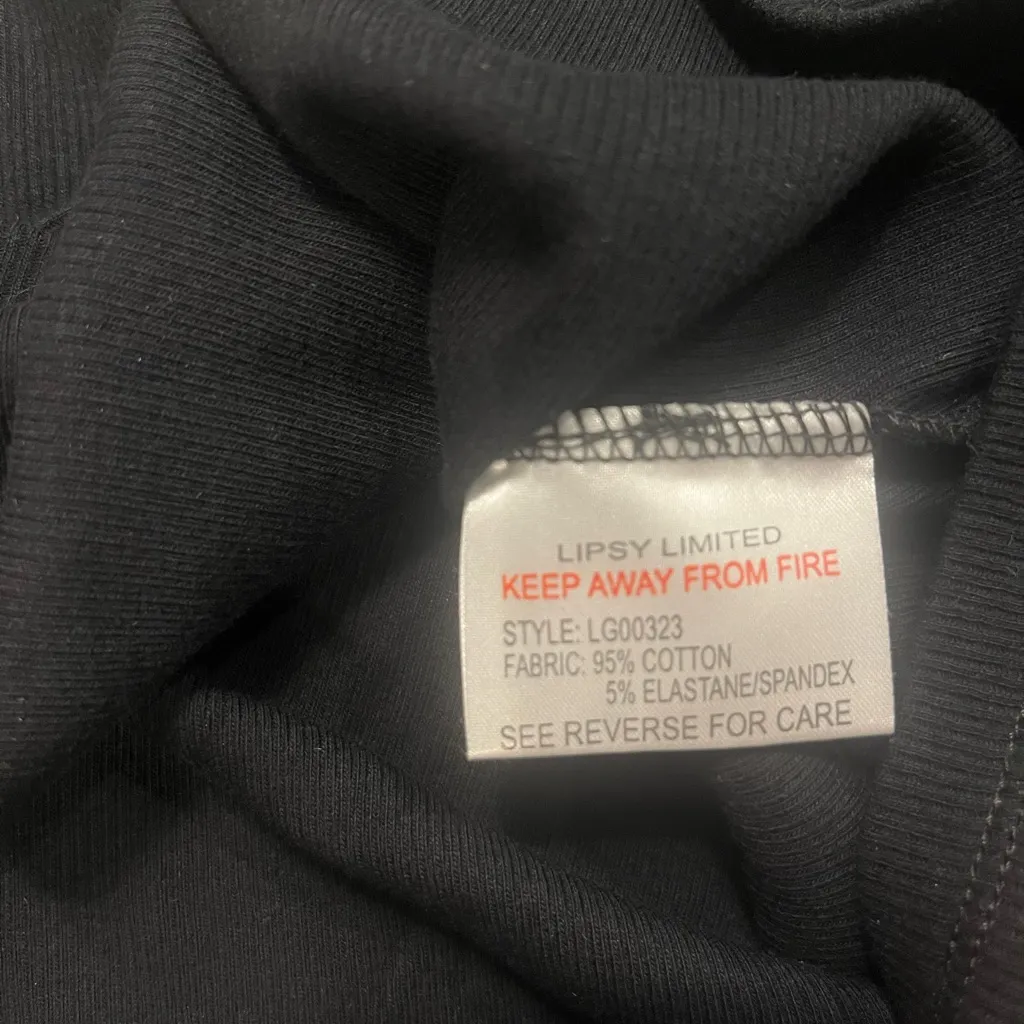 LIPSY LIMITED
KEEP AWAY FROM FIRE
STYLE: LG00323
FABRIC: 95% COTTON
5% ELASTANE/SPANDEX
SEE REVERSE FOR CARE